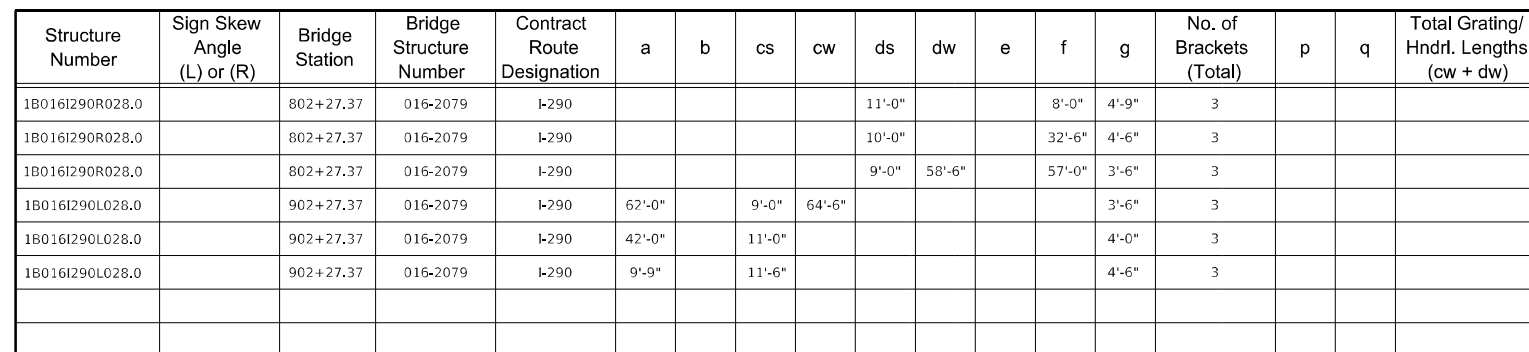 Structure Number | Sign Skew Angle (L) or (R) | Bridge Station | Bridge Structure Number | Contract Route Designation | a | b | cs | cw | ds | dw | e | f | g | No. of Brackets (Total) | p | q | Total Grating/ Hndrl. Lengths (cw + dw)
1B016I290R028.0 802+27.37 016-2079 I-290 11'-0" 8'-0" 4'-9" 3
1B016I290R028.0 802+27.37 016-2079 I-290 10'-0" 32'-6" 4'-6" 3
1B016I290R028.0 802+27.37 016-2079 I-290 9'-0" 58'-6" 57'-0" 3'-6" 3
1B016I290L028.0 902+27.37 016-2079 I-290 62'-0" 9'-0" 64'-6" 3'-6" 3
1B016I290L028.0 902+27.37 016-2079 I-290 42'-0" 11'-0" 4'-0" 3
1B016I290L028.0 902+27.37 016-2079 I-290 9'-9" 11'-6" 4'-6" 3